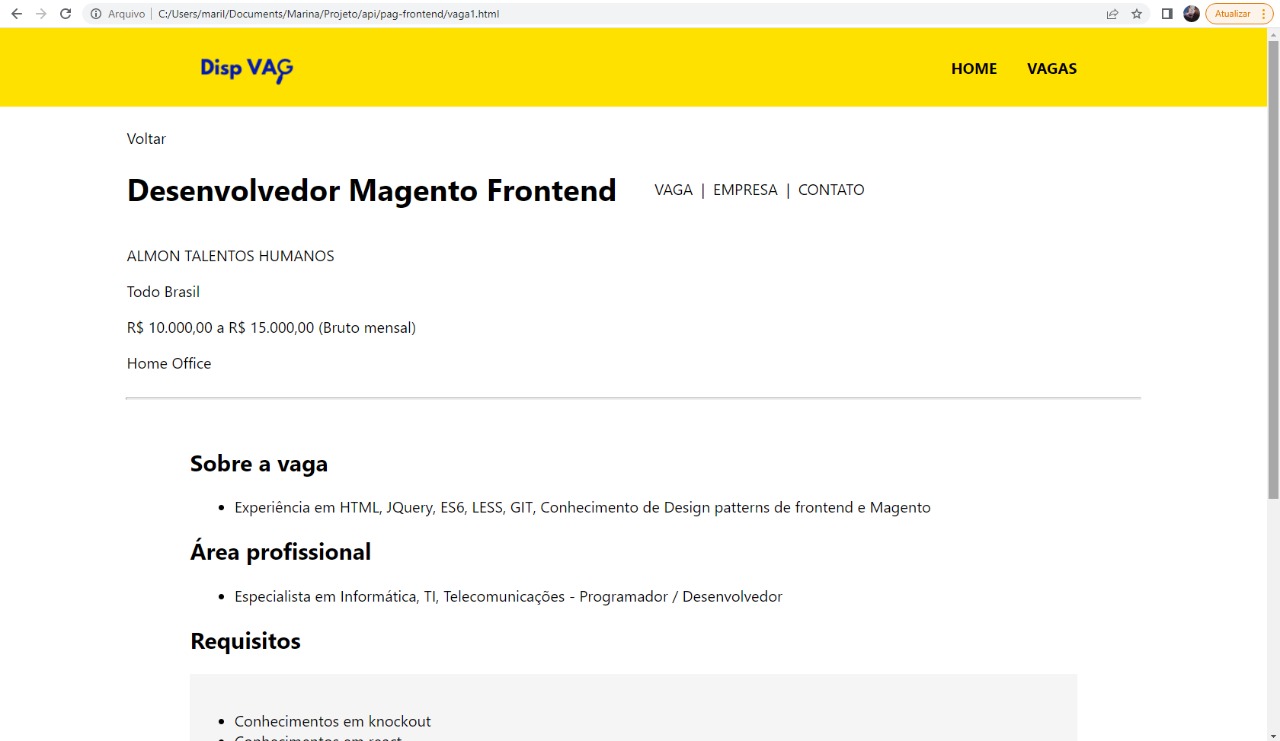 Arquivo | C:/Users/maril/Documents/Marina/Projeto/api/pag-frontend/vaga1.html
Atualizar
Disp VAG
HOME VAGAS
Voltar
Desenvolvedor Magento Frontend VAGA | EMPRESA | CONTATO
ALMON TALENTOS HUMANOS
Todo Brasil
R$ 10.000,00 a R$ 15.000,00 (Bruto mensal)
Home Office
Sobre a vaga
• Experiência em HTML, JQuery, ES6, LESS, GIT, Conhecimento de Design patterns de frontend e Magento
Área profissional
• Especialista em Informática, TI, Telecomunicações - Programador / Desenvolvedor
Requisitos
• Conhecimentos em knockout
• Conhecimentos em react